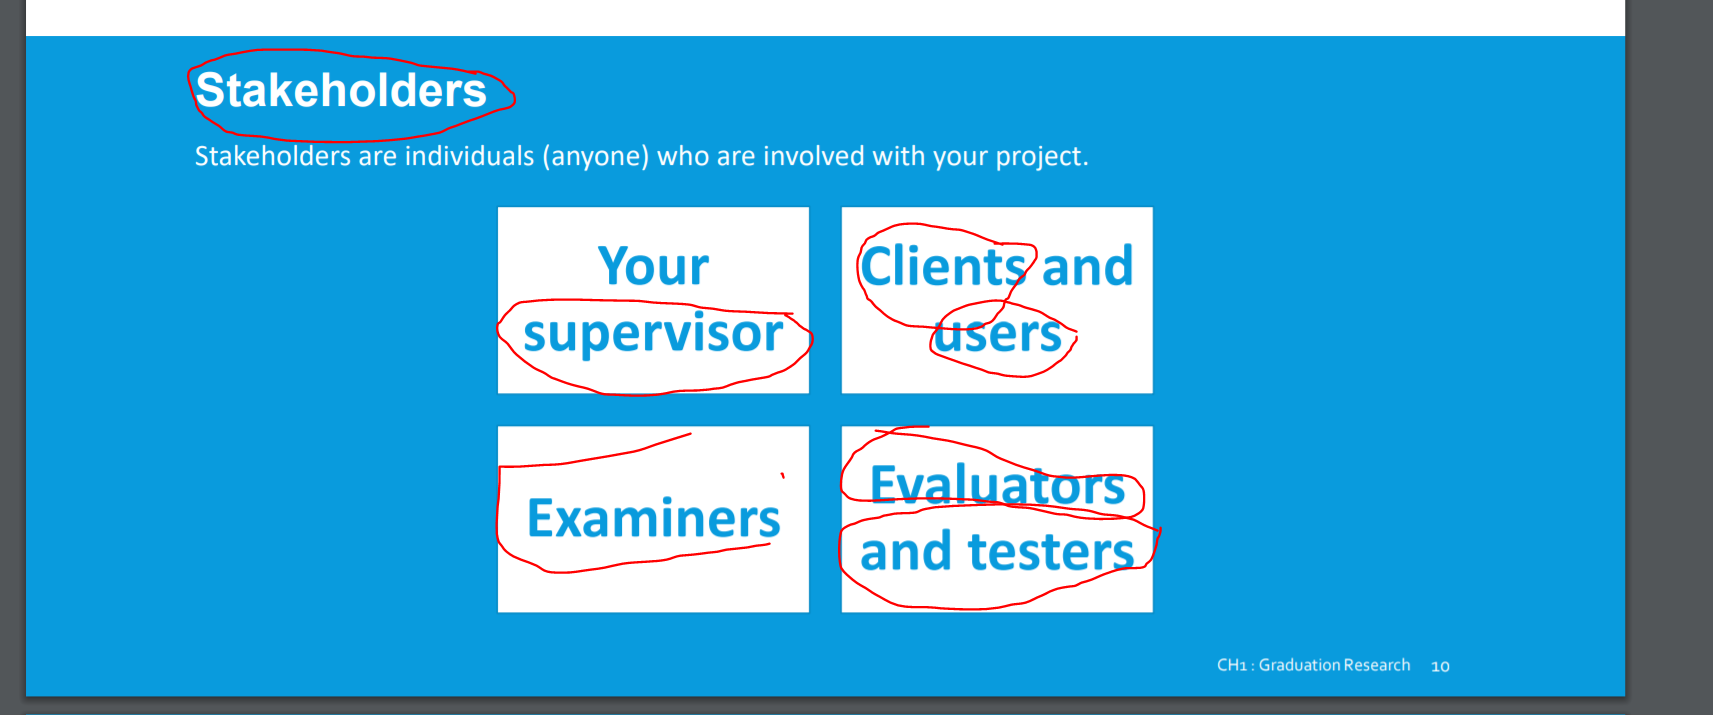 Stakeholders
Stakeholders are individuals (anyone) who are involved with your project.
Your
supervisor
Clients and
users
Examiners
Evaluators
and testers
CH1 : Graduation Research 10